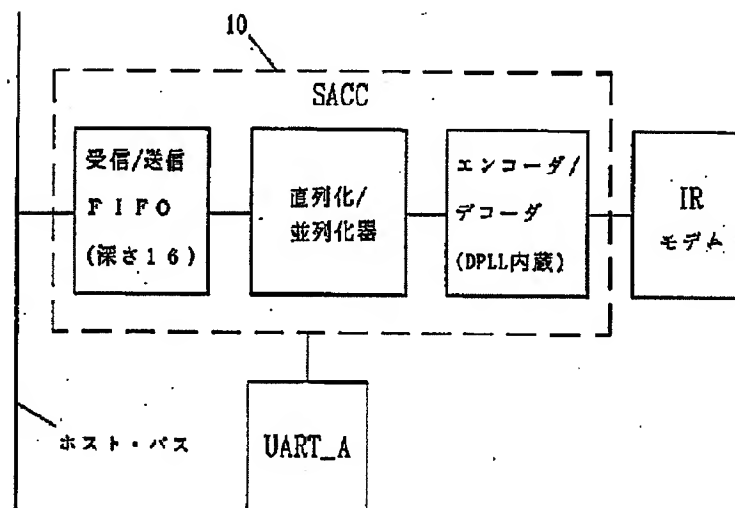 10
SACC
受信/送信
FIFO
(深さ16)
直列化/
並列化器
エンコーダ/
デコーダ
(DPLL内蔵)
IR
モデム
ホスト・バス
UART_A